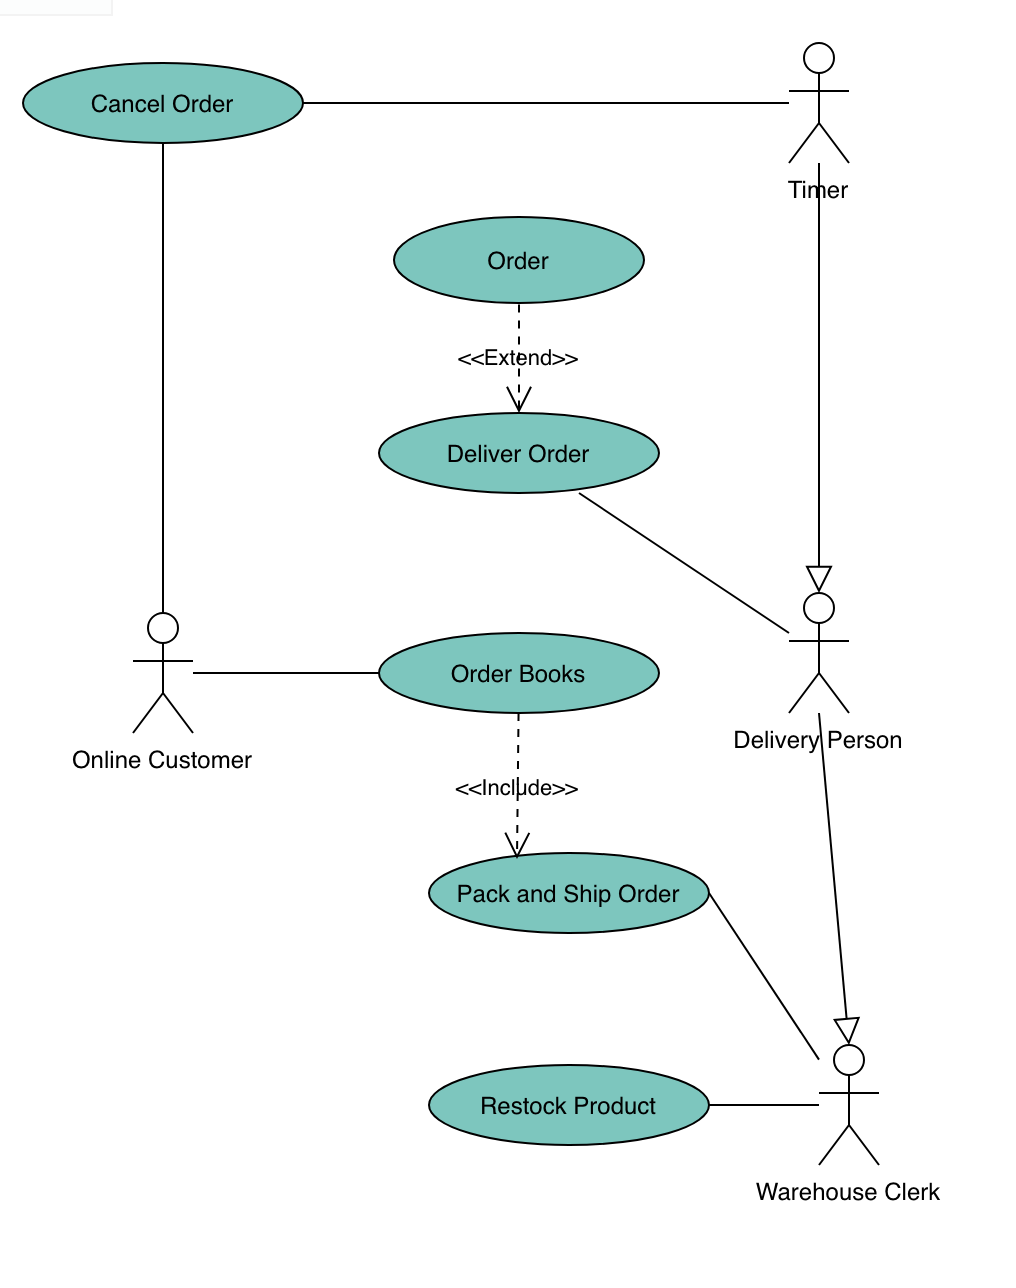 Cancel Order
Timer
Order
<<Extend>>
Deliver Order
Order Books
Delivery Person
Online Customer
<<Include>>
Pack and Ship Order
Restock Product
Warehouse Clerk